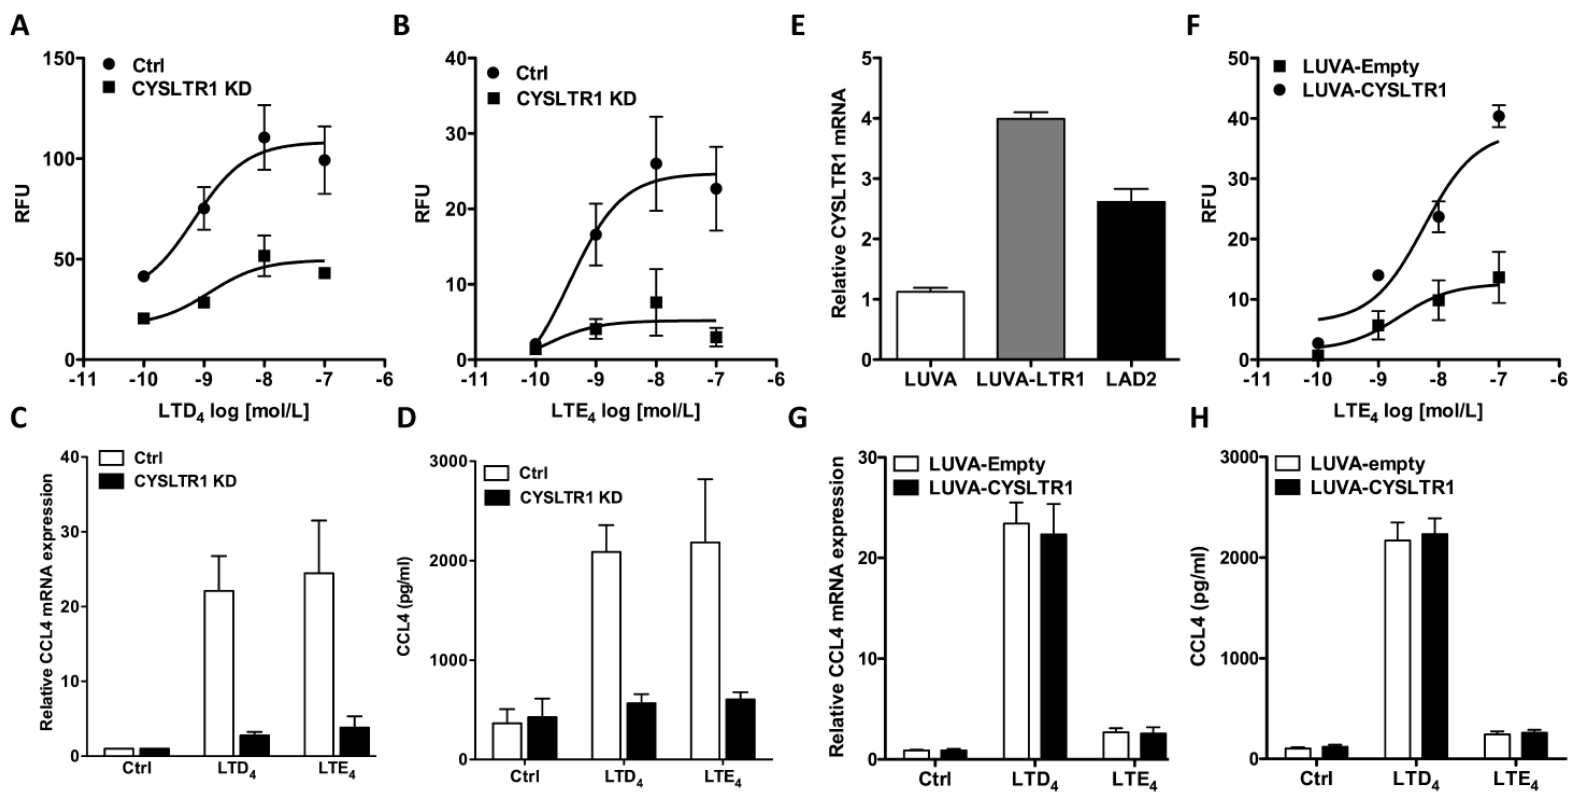 A
150
100
50
0
RFU
Ctrl
CYSLTR1 KD
-11 -10 -9 -8 -7 -6
LTD4 log [mol/L]
B
40
30
20
10
0
RFU
Ctrl
CYSLTR1 KD
-11 -10 -9 -8 -7 -6
LTE4 log [mol/L]
E
5
4
3
2
1
0
Relative CYSLTR1 mRNA
LUVA LUVA-LTR1 LAD2
F
50
40
30
20
10
0
RFU
LUVA-Empty
LUVA-CYSLTR1
-11 -10 -9 -8 -7 -6
LTE4 log [mol/L]
C
40
30
20
10
0
Relative CCL4 mRNA expression
Ctrl
CYSLTR1 KD
Ctrl LTD4 LTE4
D
3000
2000
1000
0
CCL4 (pg/ml)
Ctrl
CYSLTR1 KD
Ctrl LTD4 LTE4
G
30
20
10
0
Relative CCL4 mRNA expression
LUVA-Empty
LUVA-CYSLTR1
Ctrl LTD4 LTE4
H
3000
2000
1000
0
CCL4 (pg/ml)
LUVA-empty
LUVA-CYSLTR1
Ctrl LTD4 LTE4